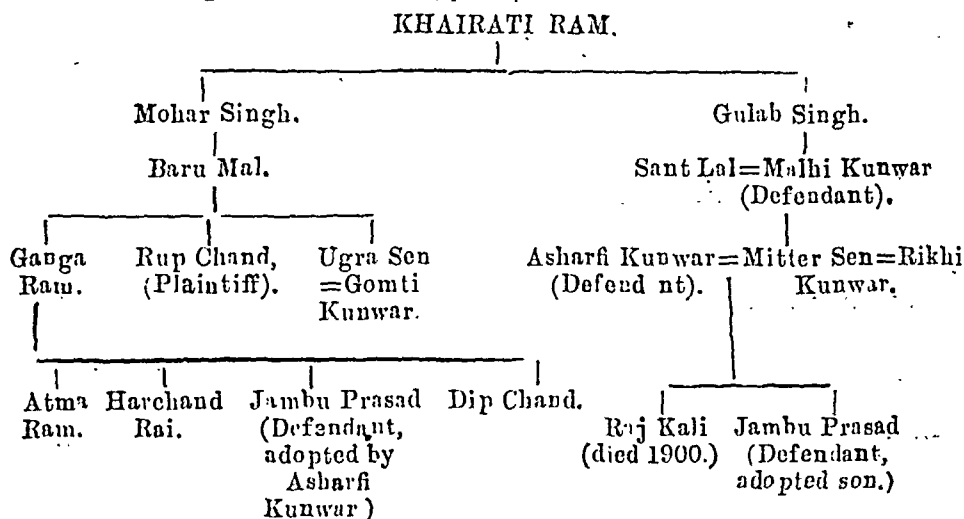 KHAIRATI RAM.
Mohar Singh. Gulab Singh.
Baru Mal. Sant Lal=Malhi Kunwar
(Defendant).
Ganga Rup Chand, Ugra Sen Asharfi Kunwar=Mitter Sen=Rikhi
Ram. (Plaintiff). =Gomti (Defend nt). Kunwar.
Kunwar.
Atma Harchand Jambu Prasad Dip Chand. Raj Kali Jambu Prasad
Ram. Rai. (Defendant, (died 1900.) (Defendant,
adopted by adopted son.)
Asharfi
Kunwar)